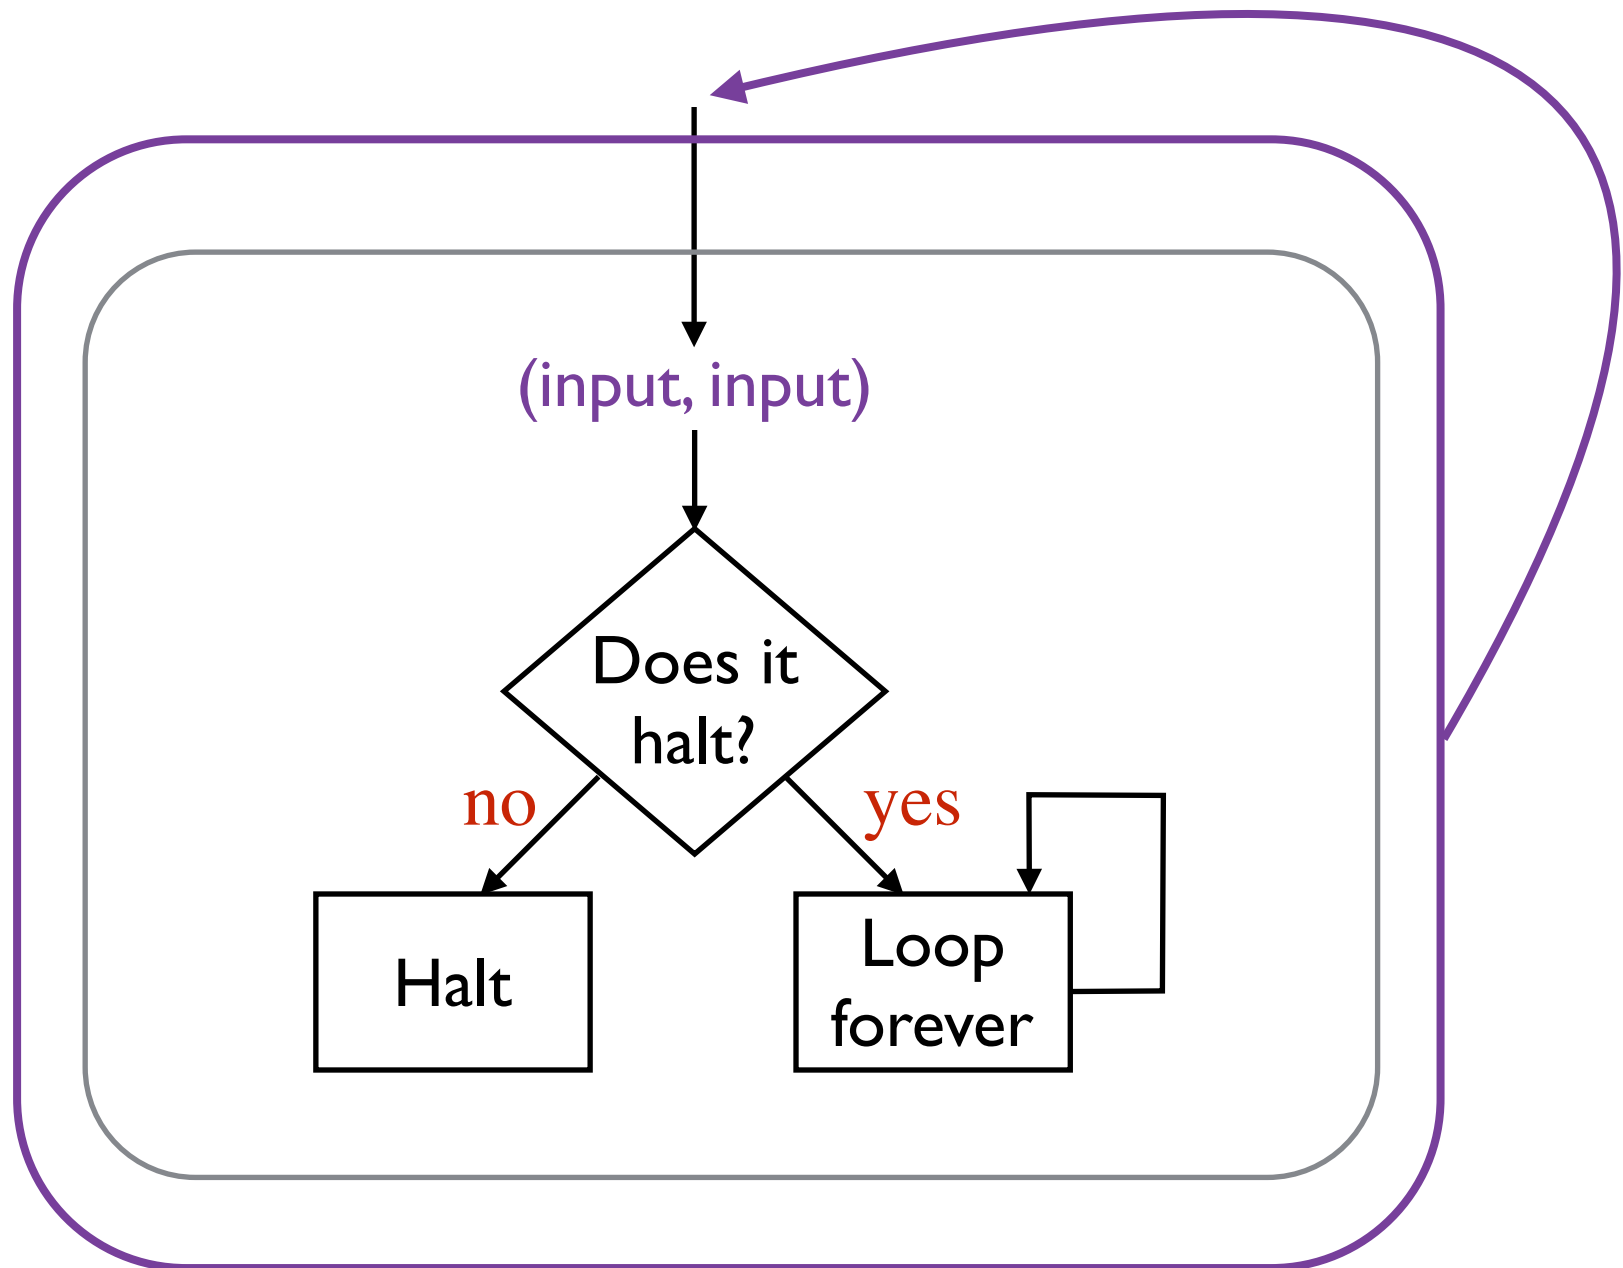 (input, input)
Does it
halt?
no
yes
Halt
Loop
forever